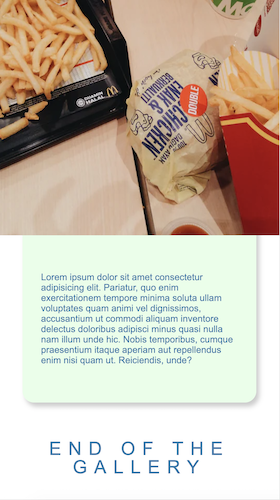 DIJAMIN
HALAL
DOUBLE
CHICKEN
Lorem ipsum dolor sit amet consectetur
adipisicing elit. Pariatur, quo enim
exercitationem tempore minima soluta ullam
voluptates quam animi vel dignissimos,
accusantium ut commodi aliquam inventore
delectus doloribus adipisci minus quasi nulla
nam illum unde hic. Nobis temporibus, cumque
praesentium itaque aperiam aut repellendus
enim nisi quam ut. Reiciendis, unde?
END OF THE
GALLERY